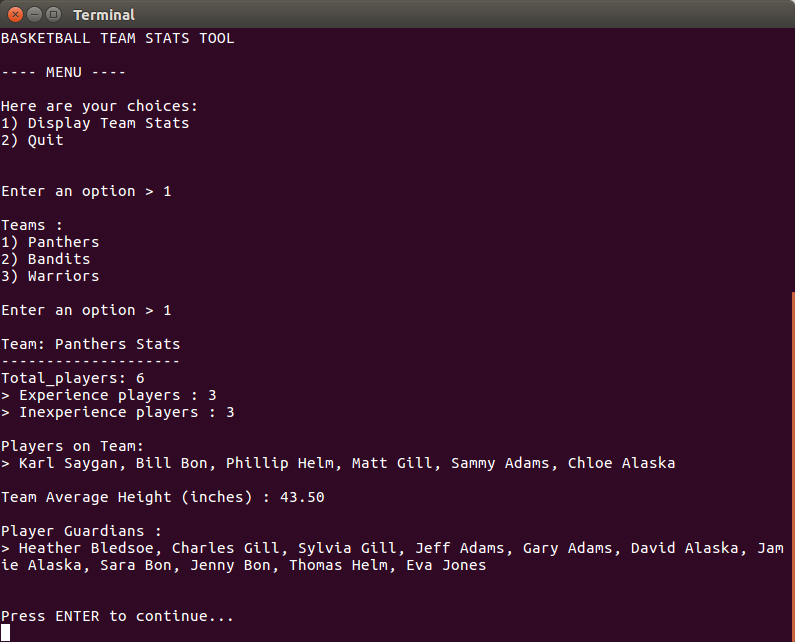 Terminal
BASKETBALL TEAM STATS TOOL
---- MENU ----
Here are your choices:
1) Display Team Stats
2) Quit
Enter an option > 1
Teams :
1) Panthers
2) Bandits
3) Warriors
Enter an option > 1
Team: Panthers Stats
--------------------
Total_players: 6
> Experience players : 3
> Inexperience players : 3
Players on Team:
> Karl Saygan, Bill Bon, Phillip Helm, Matt Gill, Sammy Adams, Chloe Alaska
Team Average Height (inches) : 43.50
Player Guardians :
> Heather Bledsoe, Charles Gill, Sylvia Gill, Jeff Adams, Gary Adams, David Alaska, Jam
ie Alaska, Sara Bon, Jenny Bon, Thomas Helm, Eva Jones
Press ENTER to continue...